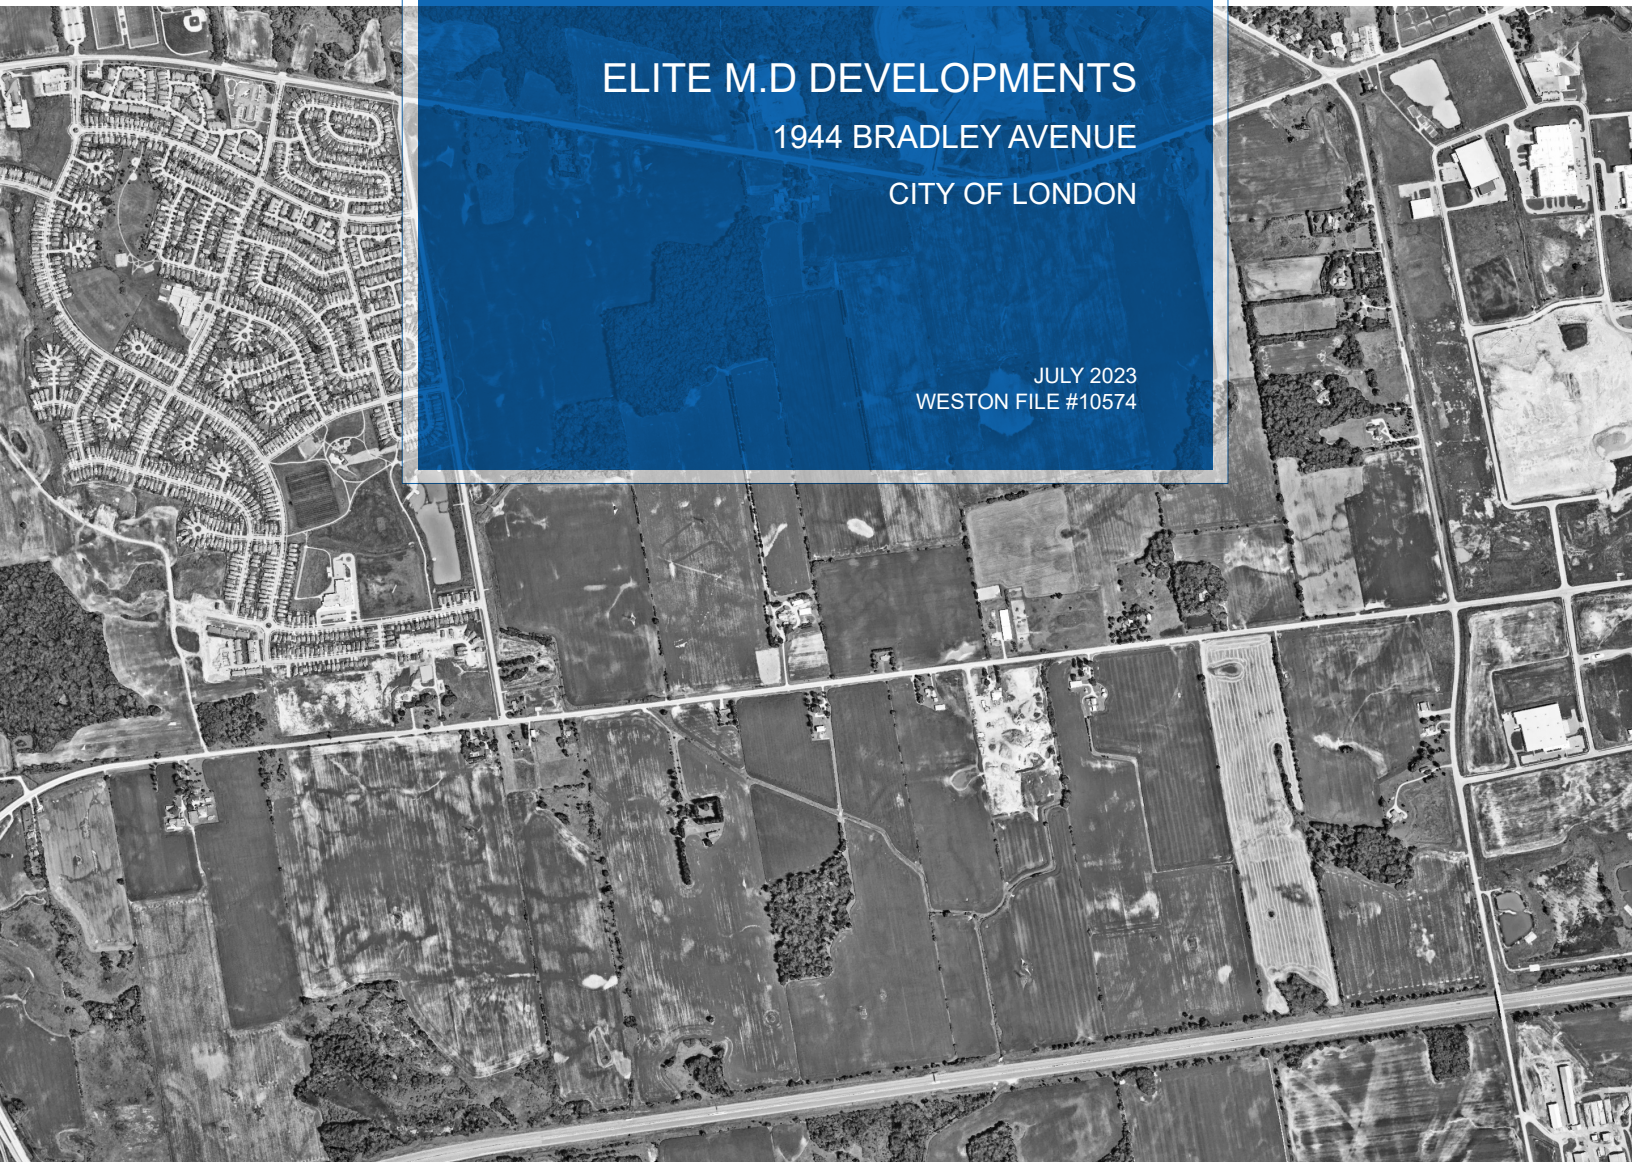 ELITE M.D DEVELOPMENTS
1944 BRADLEY AVENUE
CITY OF LONDON
JULY 2023
WESTON FILE #10574